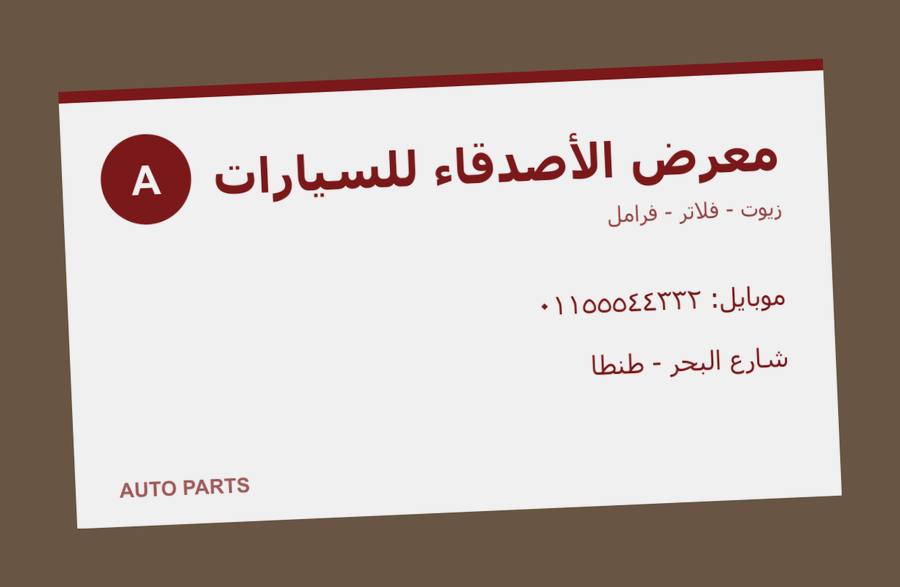 معرض الأصدقاء للسيارات
A
زيوت - فلاتر - فرامل
موبايل: ٠١١٥٥٥٤٤٣٣٢
شارع البحر - طنطا
AUTO PARTS